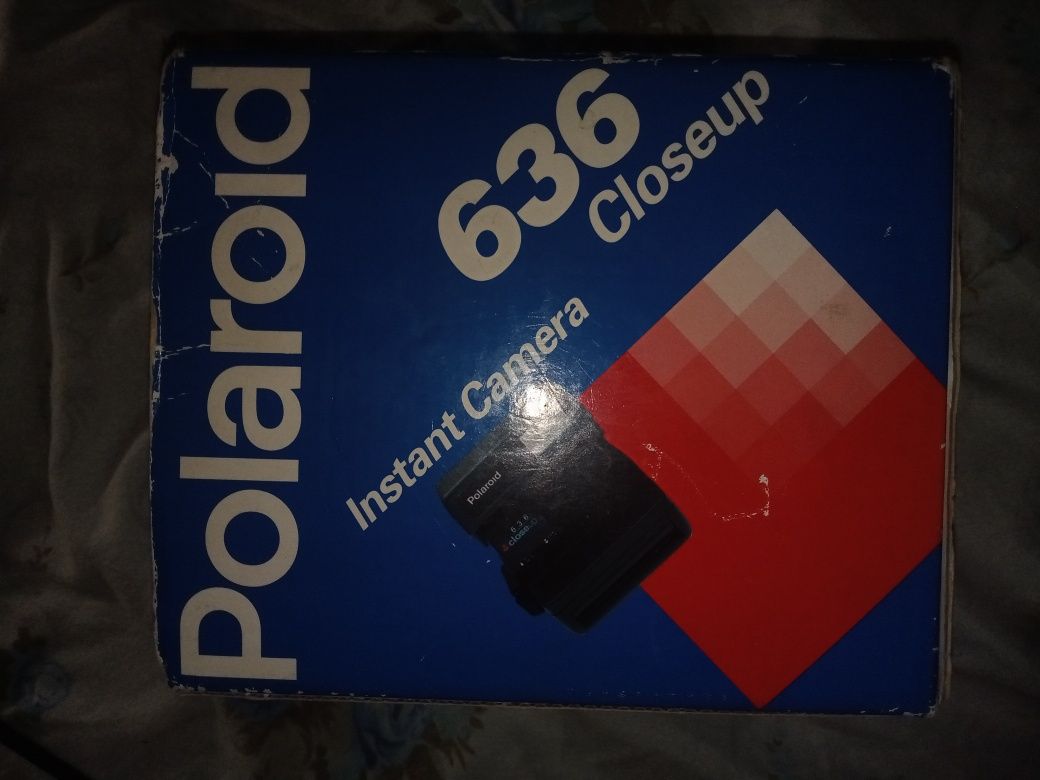 Polaroid
636
Closeup
Instant Camera
Polaroid
636
closeup